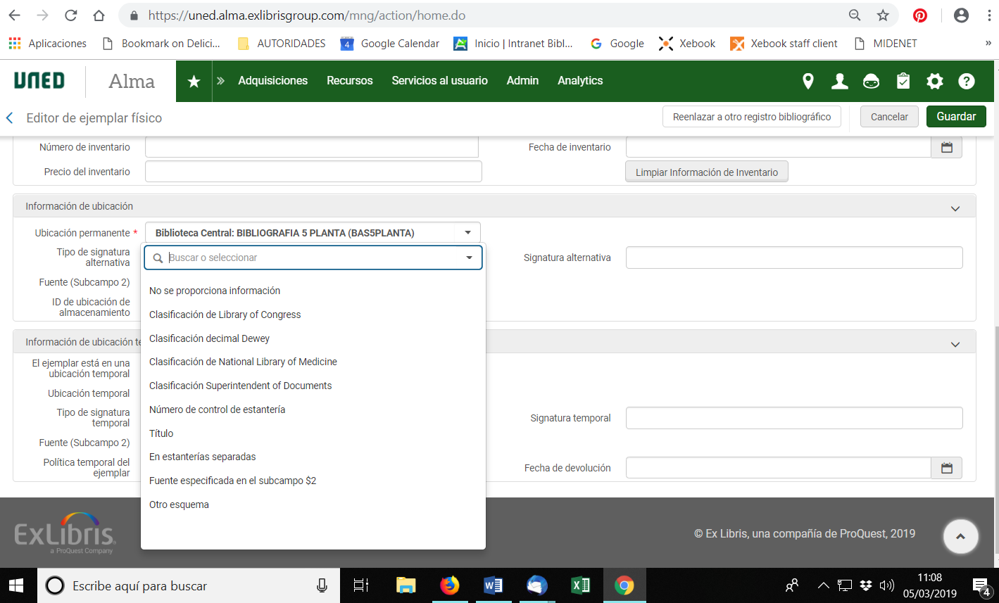 https://uned.alma.exlibrisgroup.com/mng/action/home.do
Aplicaciones Bookmark on Delici... AUTORIDADES 4 Google Calendar Inicio | Intranet Bibl... Google Xebook Xebook staff client MIDENET »
UNED Alma » Adquisiciones Recursos Servicios al usuario Admin Analytics
Editor de ejemplar físico Reenlazar a otro registro bibliográfico Cancelar Guardar
Número de inventario Fecha de inventario
Precio del inventario Limpiar Información de Inventario
Información de ubicación
Ubicación permanente * Biblioteca Central: BIBLIOGRAFIA 5 PLANTA (BAS5PLANTA)
Tipo de signatura
alternativa
Buscar o seleccionar
Signatura alternativa
Fuente (Subcampo 2)
ID de ubicación de
almacenamiento
No se proporciona información
Clasificación de Library of Congress
Clasificación decimal Dewey
Clasificación de National Library of Medicine
Clasificación Superintendent of Documents
Número de control de estantería
Título
En estanterías separadas
Fuente especificada en el subcampo $2
Otro esquema
Información de ubicación te
El ejemplar está en una
ubicación temporal
Ubicación temporal
Tipo de signatura
temporal
Signatura temporal
Fuente (Subcampo 2)
Política temporal del
ejemplar
Fecha de devolución
ExLibris
a ProQuest Company
© Ex Libris, una compañía de ProQuest, 2019
Escribe aquí para buscar
11:08
05/03/2019
4